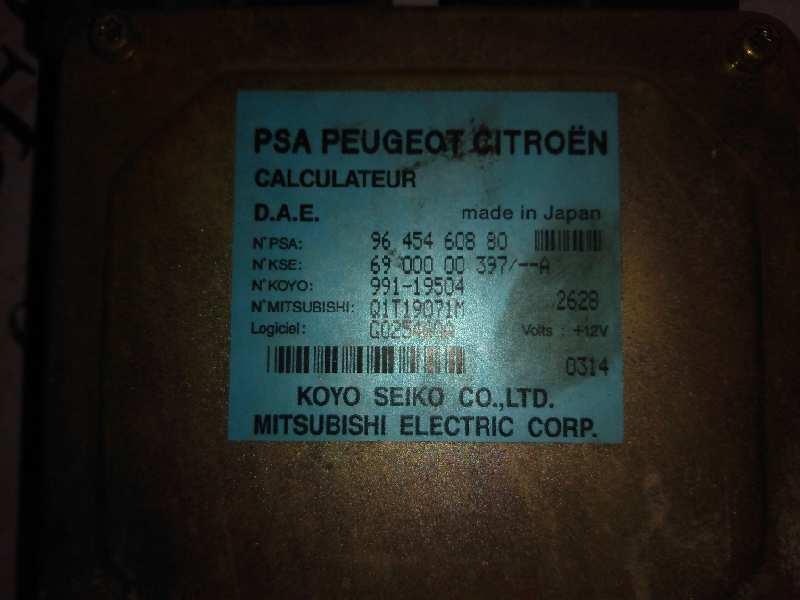 PSA PEUGEOT CITROËN
CALCULATEUR
D.A.E. made in Japan
N°PSA: 96 454 608 80
N°KSE: 69 000 00 397/--A
N°KOYO: 991-19504
N°MITSUBISHI: Q1T19071M 2628
Logiciel: Volts : +12V
0314
KOYO SEIKO CO.,LTD.
MITSUBISHI ELECTRIC CORP.